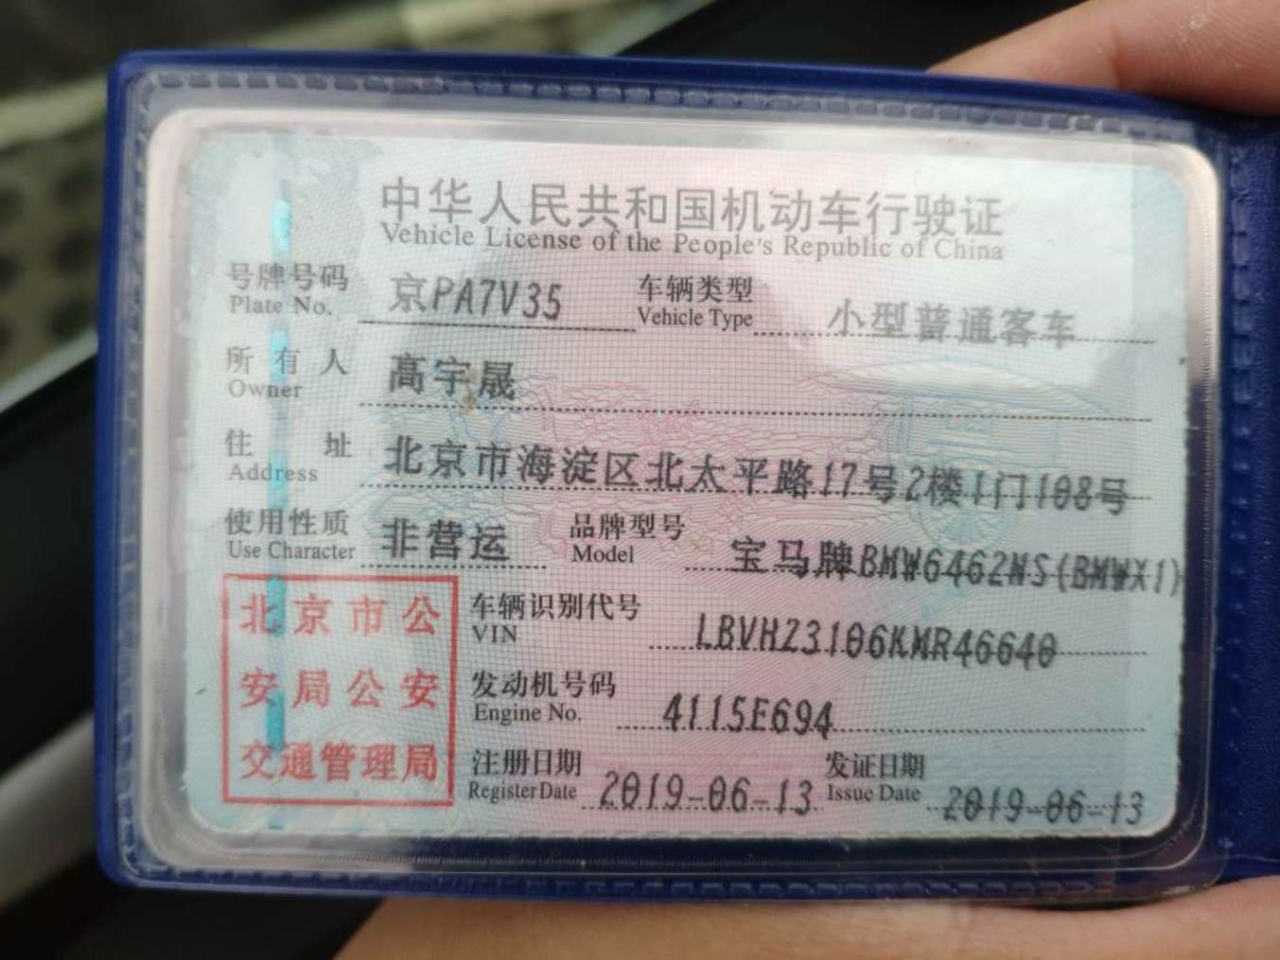 中华人民共和国机动车行驶证
Vehicle License of the People's Republic of China
号牌号码 京PA7V35 车辆类型 小型普通客车
Plate No. Vehicle Type
所有人 高宇晟
Owner
住址 北京市海淀区北太平路17号2楼1门108号
Address
使用性质 非营运 品牌型号 宝马牌BMW6462NS(BMWX1)
Use Character Model
北京市公
安局公安
交通管理局
车辆识别代号 LBVHZ3106KMR46640
VIN
发动机号码 4115E694
Engine No.
注册日期 2019-06-13 发证日期 2019-06-13
Register Date Issue Date